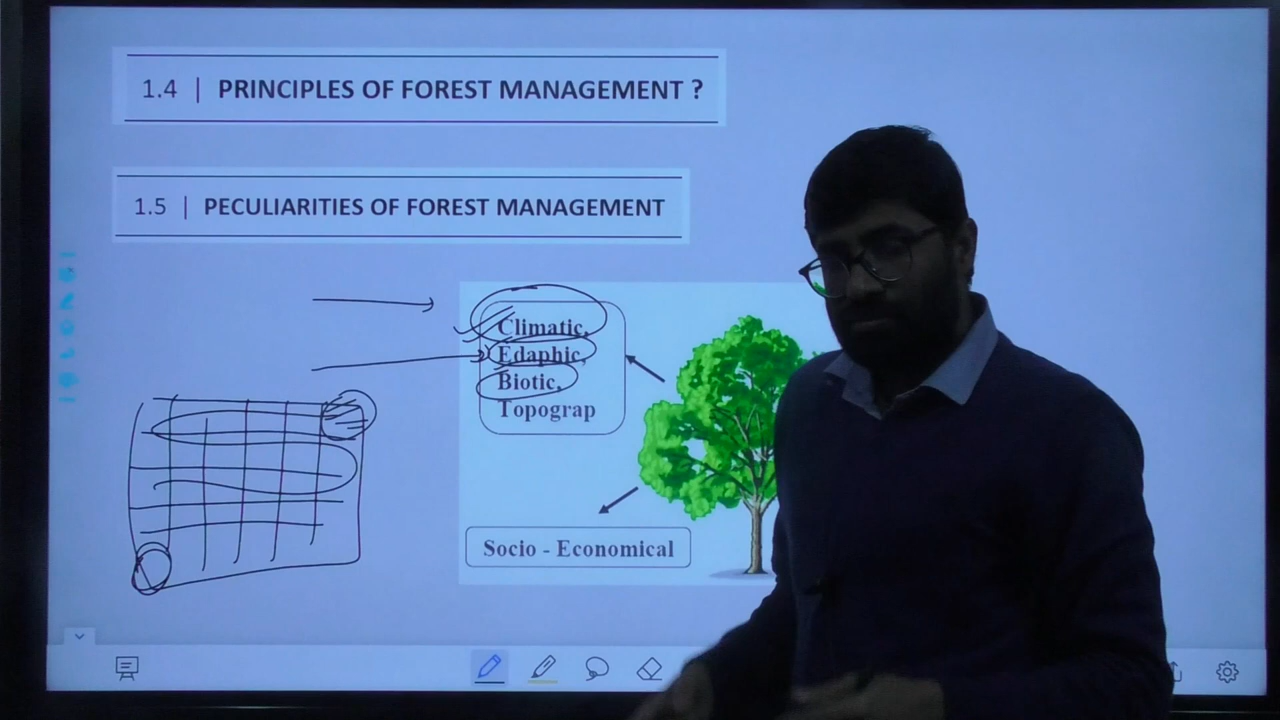 1.4 | PRINCIPLES OF FOREST MANAGEMENT ?
1.5 | PECULIARITIES OF FOREST MANAGEMENT
Climatic,
Edaphic,
Biotic,
Topograp
Socio - Economical